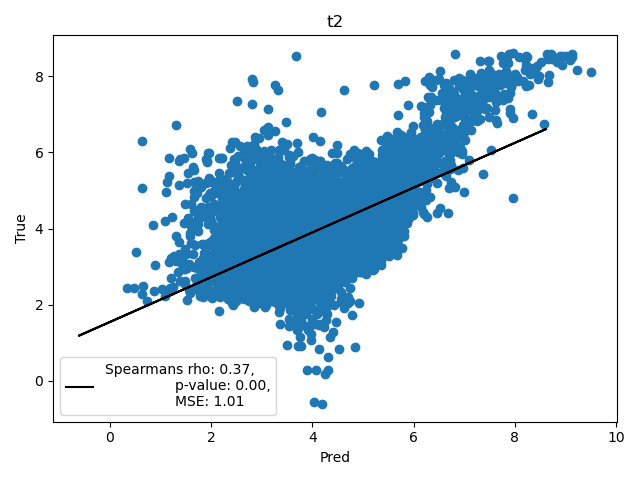 t2
True
8
6
4
2
0
Spearmans rho: 0.37,
p-value: 0.00,
MSE: 1.01
0 2 4 6 8 10
Pred